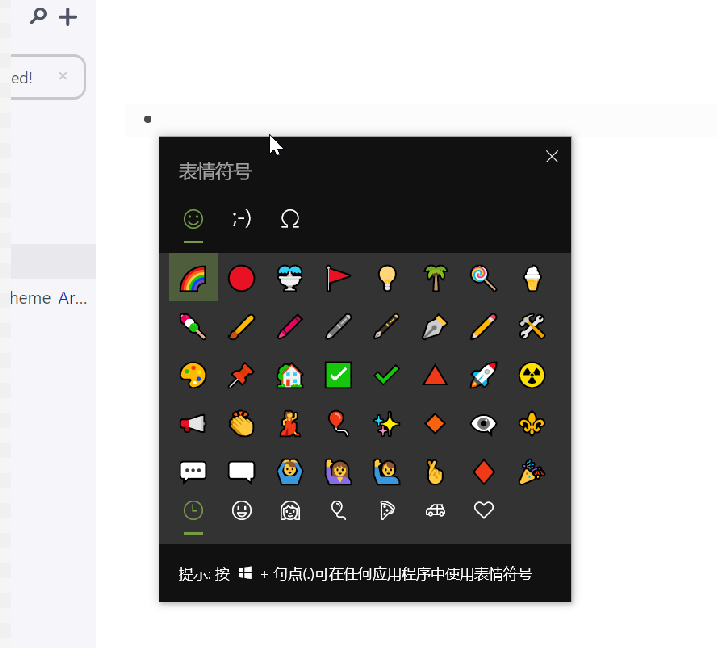 ed!
表情符号
;-)
Ω
heme Ar...
提示: 按 + 句点(.)可在任何应用程序中使用表情符号